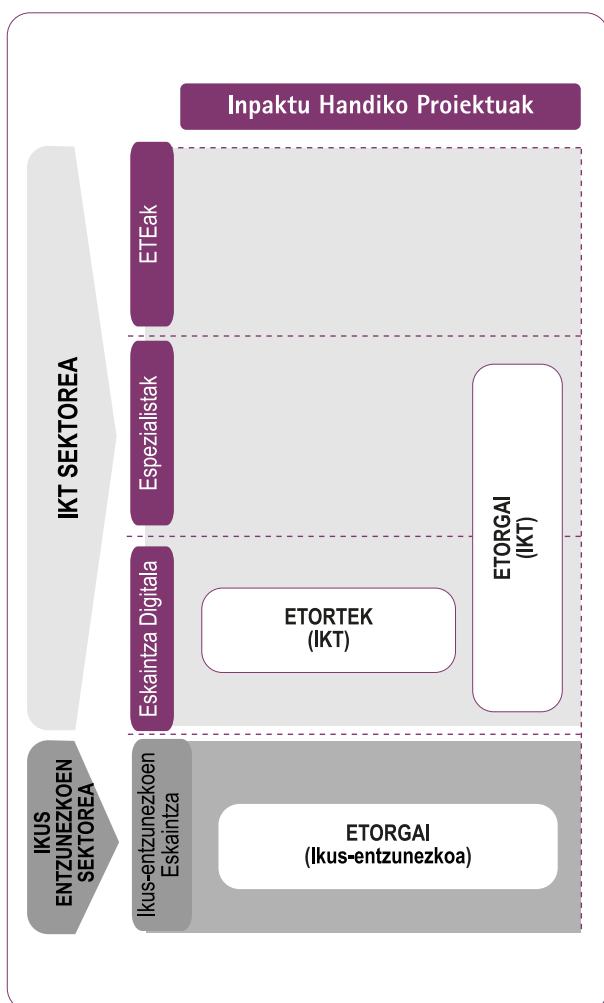 Inpaktu Handiko Proiektuak
IKT SEKTOREA
ETEak
Espezialistak
Eskaintza Digitala
ETORTEK
(IKT)
ETORGAI
(IKT)
IKUS
ENTZUNEZKOEN
SEKTOREA
Ikus-entzunezkoen
Eskaintza
ETORGAI
(Ikus-entzunezkoa)